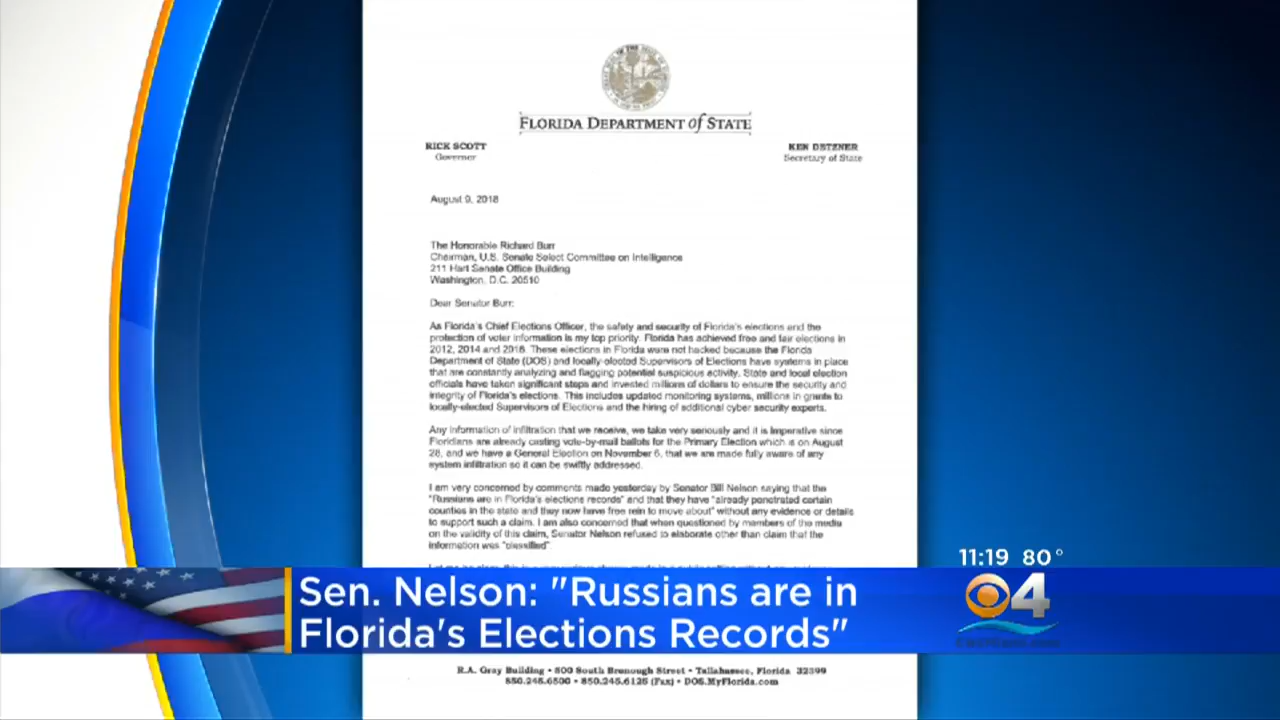 FLORIDA DEPARTMENT of STATE
RICK SCOTT
Governor
KEN DETZNER
Secretary of State
August 9, 2018
The Honorable Richard Burr
Chairman, U.S. Senate Select Committee on Intelligence
211 Hart Senate Office Building
Washington, D.C. 20510
Dear Senator Burr:
As Florida's Chief Elections Officer, the safety and security of Florida's elections and the
protection of voter information is my top priority. Florida has achieved free and fair elections in
2012, 2014 and 2016. These elections in Florida were not hacked because the Florida
Department of State (DOS) and locally-elected Supervisors of Elections have systems in place
that are constantly analyzing and flagging potential suspicious activity. State and local election
officials have taken significant steps and invested millions of dollars to ensure the security and
integrity of Florida's elections. This includes updated monitoring systems, millions in grants to
locally-elected Supervisors of Elections and the hiring of additional cyber security experts.
Any information of infiltration that we receive, we take very seriously and it is imperative since
Floridians are already casting vote-by-mail ballots for the Primary Election which is on August
28, and we have a General Election on November 6, that we are made fully aware of any
system infiltration so it can be swiftly addressed.
I am very concerned by comments made yesterday by Senator Bill Nelson saying that the
"Russians are in Florida's elections records" and that they have "already penetrated certain
counties in the state and they now have free rein to move about" without any evidence or details
to support such a claim. I am also concerned that when questioned by members of the media
on the validity of this claim, Senator Nelson refused to elaborate other than claim that the
information was "classified".
11:19 80°
4
Sen. Nelson: "Russians are in
Florida's Elections Records"
R.A. Gray Building • 500 South Bronough Street • Tallahassee, Florida 32399
850.245.6500 • 850.245.6125 (Fax) • DOS.MyFlorida.com